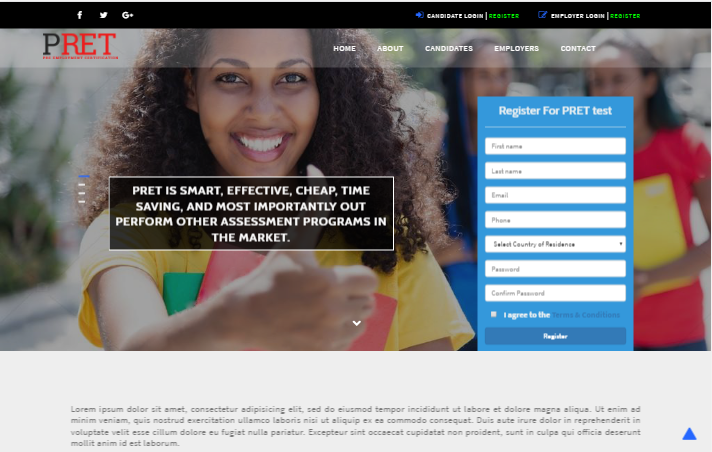 CANDIDATE LOGIN | REGISTER EMPLOYER LOGIN | REGISTER
PRET
PRE EMPLOYMENT CERTIFICATION
HOME ABOUT CANDIDATES EMPLOYERS CONTACT
Register For PRET test
First name
Last name
Email
Phone
Select Country of Residence
Password
Confirm Password
I agree to the Terms & Conditions
Register
PRET IS SMART, EFFECTIVE, CHEAP, TIME
SAVING, AND MOST IMPORTANTLY OUT
PERFORM OTHER ASSESSMENT PROGRAMS IN
THE MARKET.
Lorem ipsum dolor sit amet, consectetur adipisicing elit, sed do eiusmod tempor incididunt ut labore et dolore magna aliqua. Ut enim ad
minim veniam, quis nostrud exercitation ullamco laboris nisi ut aliquip ex ea commodo consequat. Duis aute irure dolor in reprehenderit in
voluptate velit esse cillum dolore eu fugiat nulla pariatur. Excepteur sint occaecat cupidatat non proident, sunt in culpa qui officia deserunt
mollit anim id est laborum.